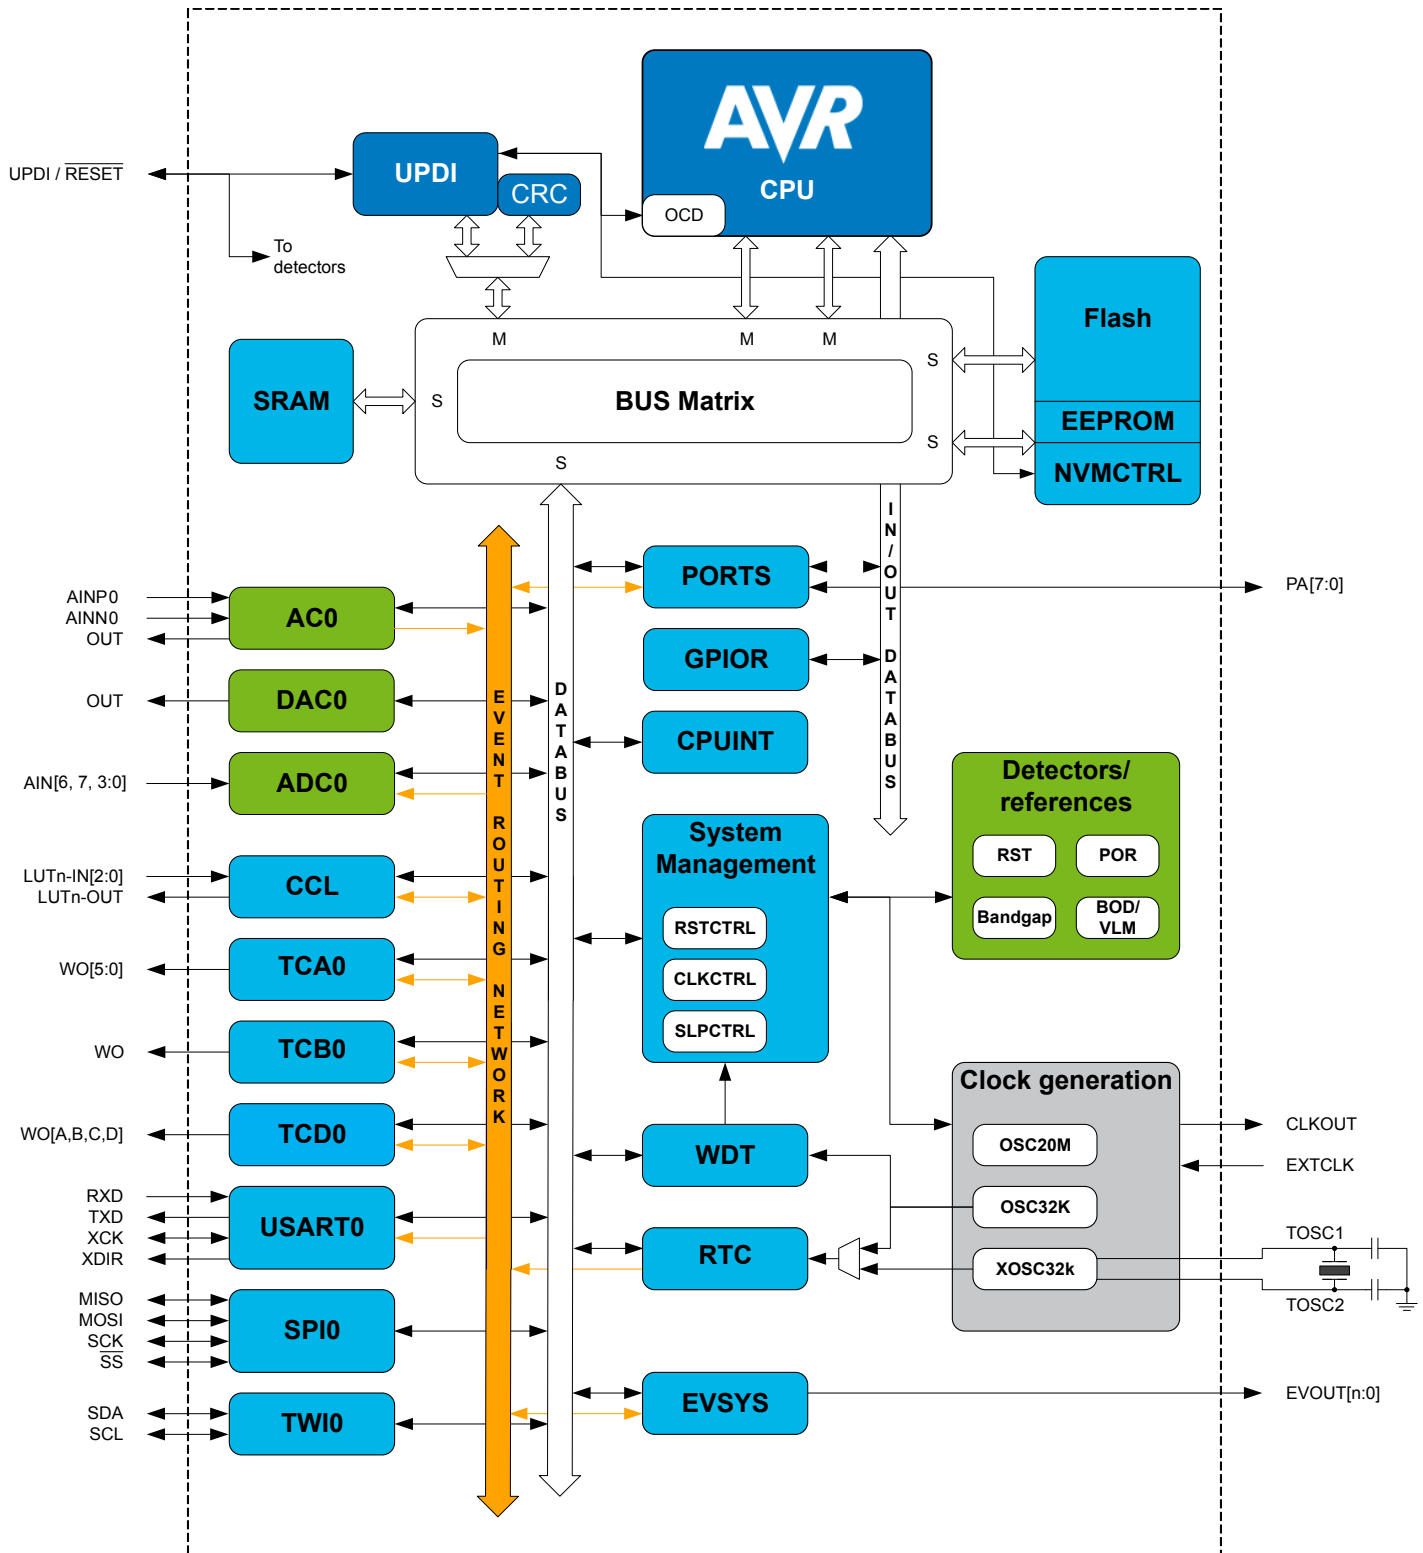 AVR
CPU
OCD
UPDI
CRC
UPDI / RESET
To
detectors
M
M
M
Flash
EEPROM
NVMCTRL
SRAM
S
BUS Matrix
S
S
S
IN/OUT DATABUS
DATABUS
EVENT ROUTING NETWORK
AINP0
AINN0
OUT
AC0
OUT
DAC0
AIN[6, 7, 3:0]
ADC0
LUTn-IN[2:0]
LUTn-OUT
CCL
WO[5:0]
TCA0
WO
TCB0
WO[A,B,C,D]
TCD0
RXD
TXD
XCK
XDIR
USART0
MISO
MOSI
SCK
SS
SPI0
SDA
SCL
TWI0
PORTS
PA[7:0]
GPIOR
CPUINT
System
Management
RSTCTRL
CLKCTRL
SLPCTRL
Detectors/
references
RST
POR
Bandgap
BOD/
VLM
WDT
RTC
EVSYS
Clock generation
OSC20M
OSC32K
XOSC32k
CLKOUT
EXTCLK
TOSC1
TOSC2
EVOUT[n:0]